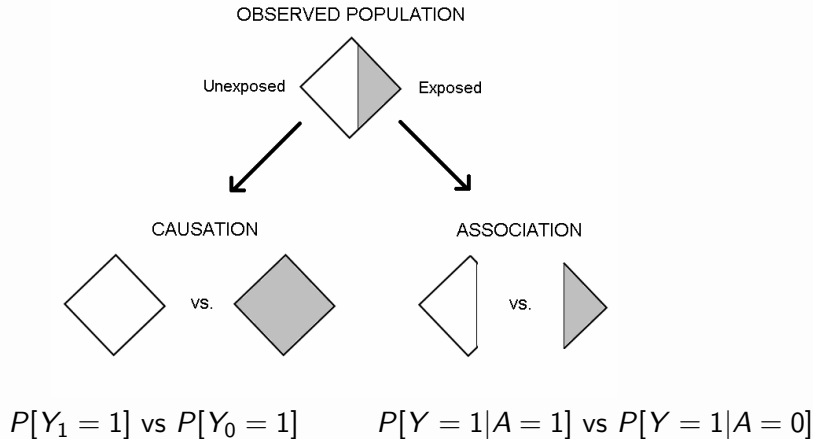 OBSERVED POPULATION
Unexposed
Exposed
CAUSATION
ASSOCIATION
vs.
vs.
P[Y₁ = 1] vs P[Y₀ = 1]
P[Y = 1|A = 1] vs P[Y = 1|A = 0]